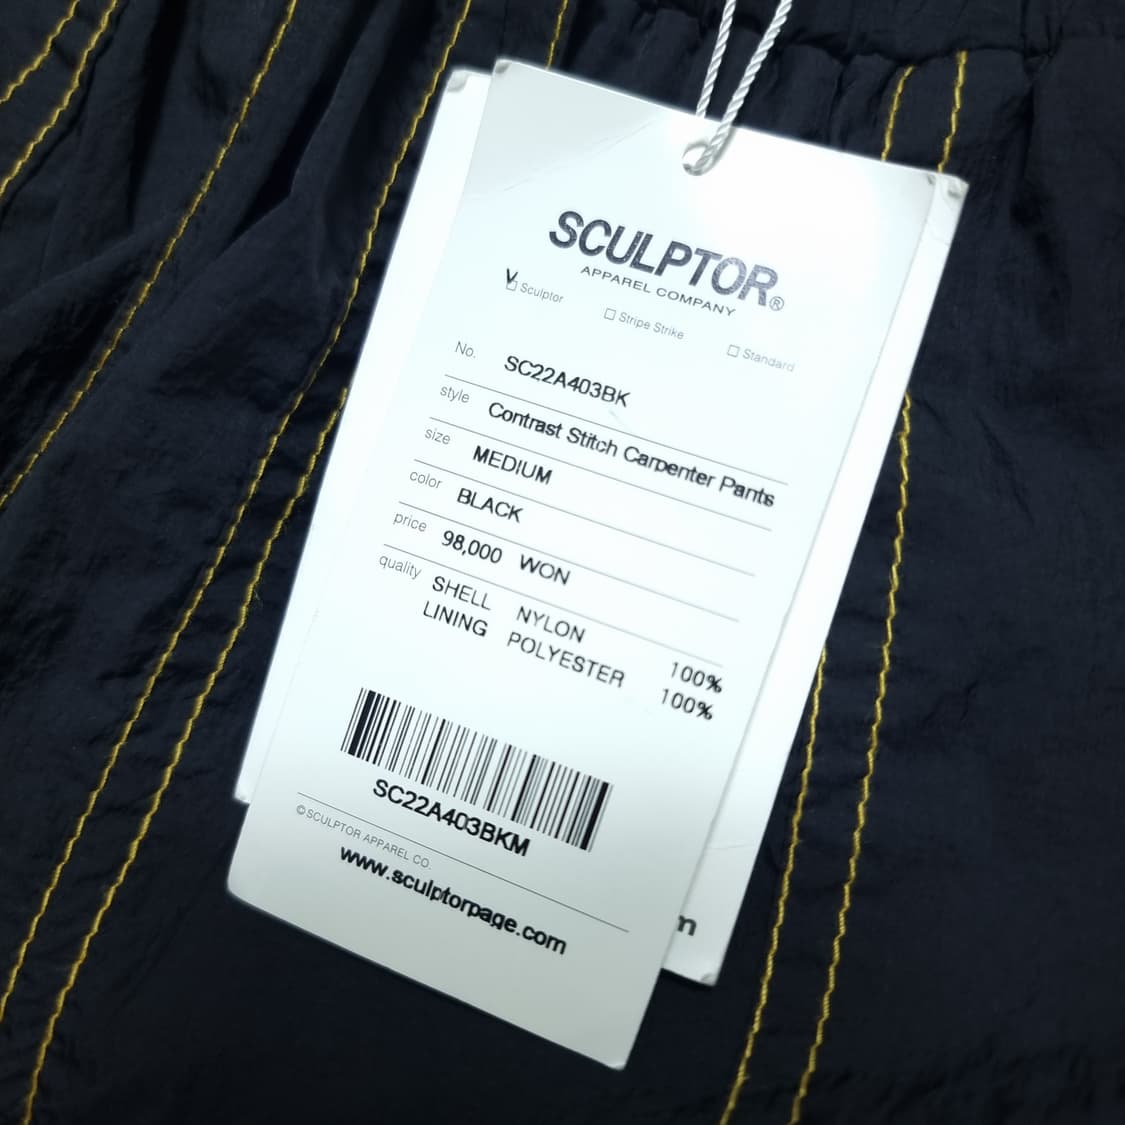 SCULPTOR®
APPAREL COMPANY
V Sculptor Stripe Strike Standard
No. SC22A403BK
style Contrast Stitch Carpenter Pants
size MEDIUM
color BLACK
price 98,000 WON
quality SHELL NYLON 100%
LINING POLYESTER 100%
SC22A403BKM
© SCULPTOR APPAREL CO.
www.sculptorpage.com
m